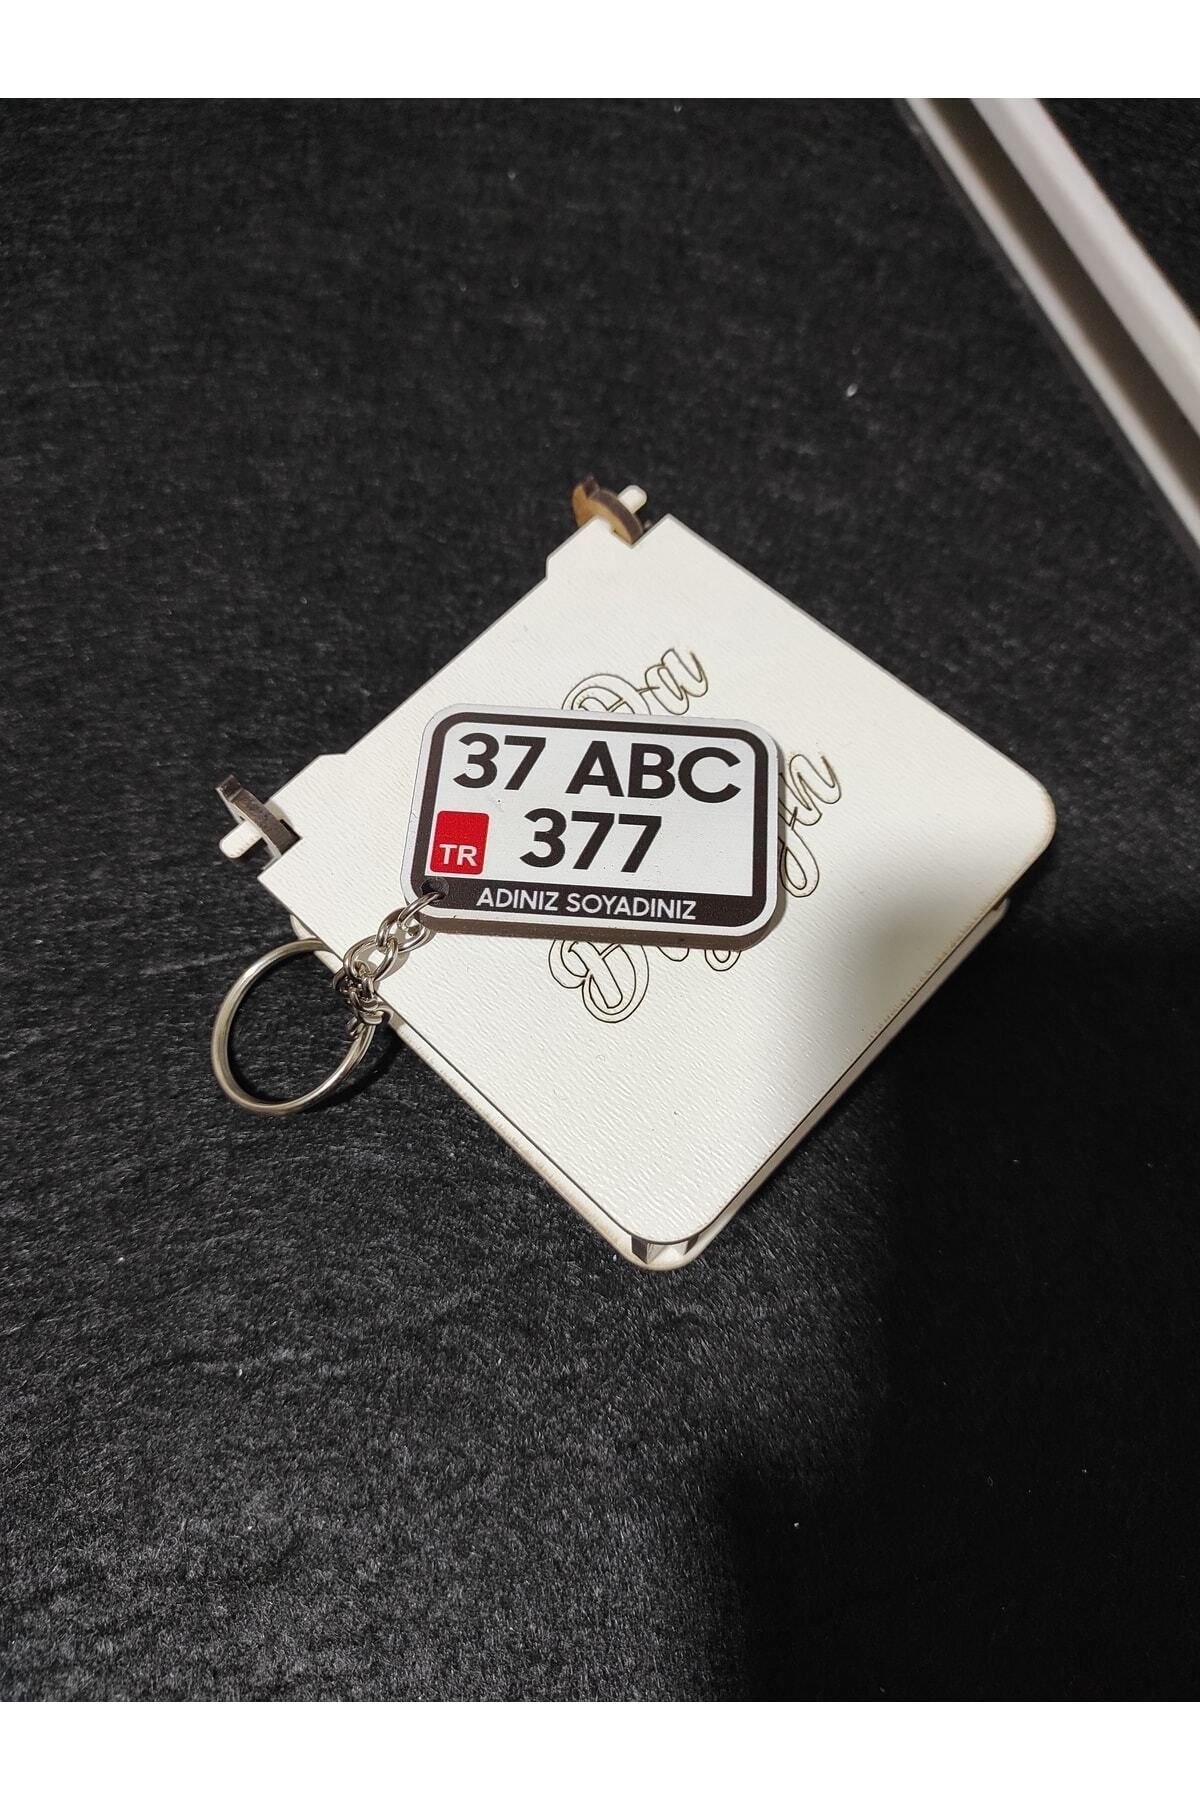 37 ABC
377
TR
ADINIZ SOYADINIZ